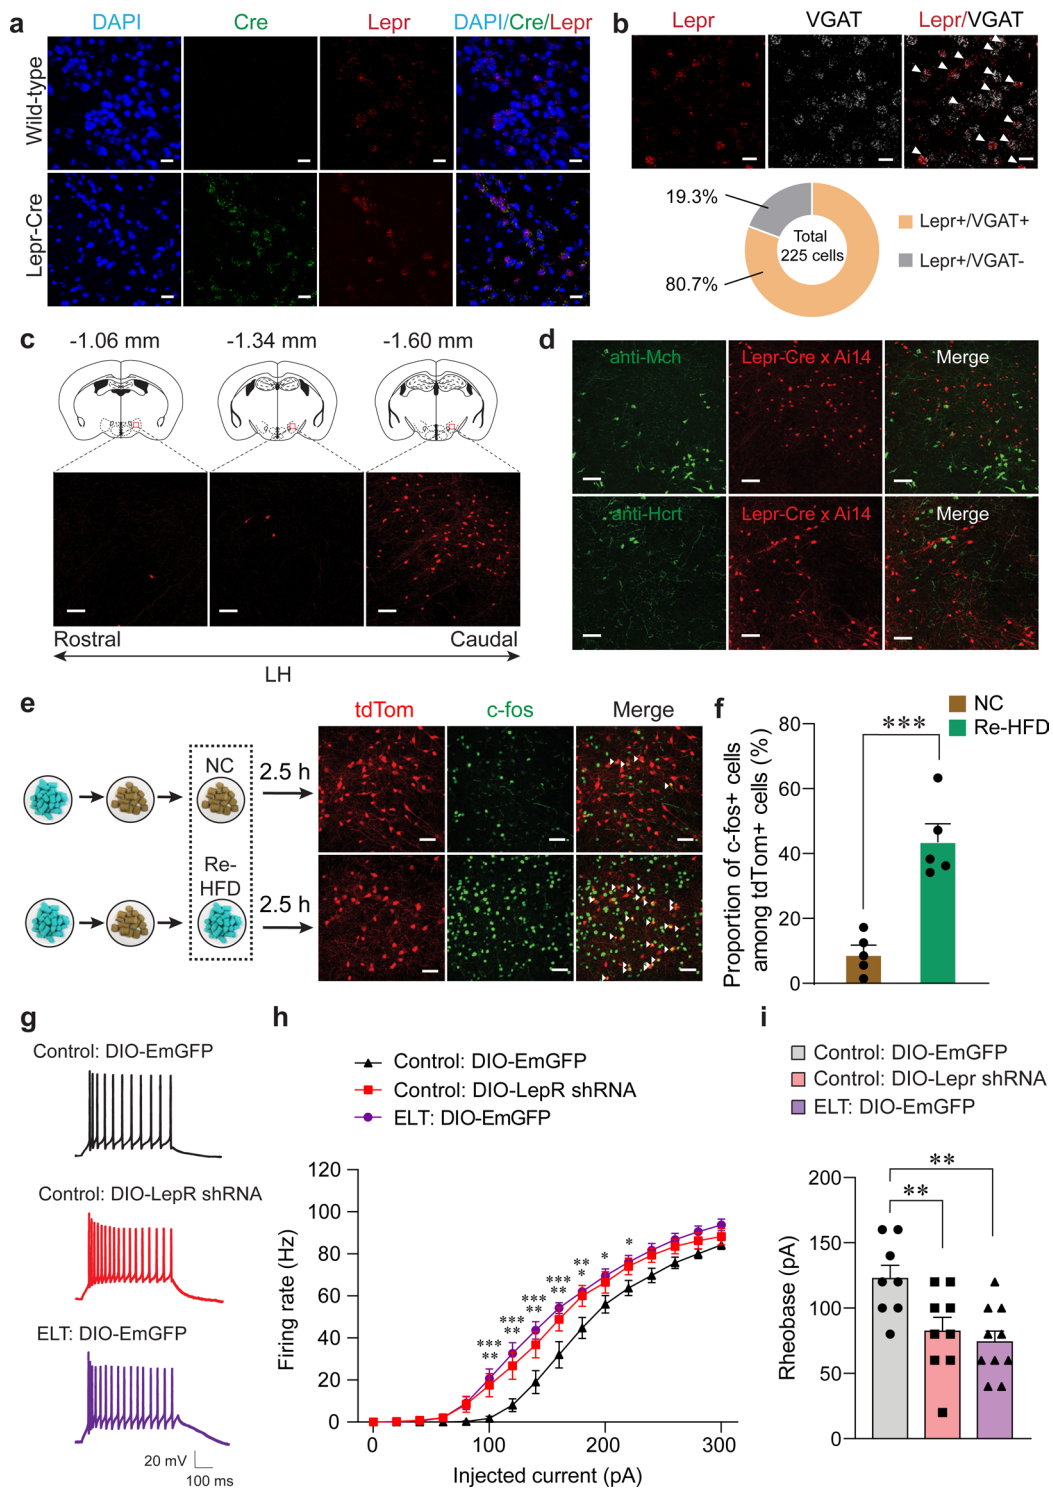 a
DAPI
Cre
Lepr
DAPI/Cre/Lepr
Wild-type
Lepr-Cre
b
Lepr
VGAT
Lepr/VGAT
19.3%
80.7%
Total
225 cells
Lepr+/VGAT+
Lepr+/VGAT-
c
-1.06 mm
-1.34 mm
-1.60 mm
Rostral
Caudal
LH
d
anti-Mch
Lepr-Cre x Ai14
Merge
anti-Hcrt
Lepr-Cre x Ai14
Merge
e
NC
2.5 h
Re-
HFD
2.5 h
tdTom
c-fos
Merge
f
NC
Re-HFD
Proportion of c-fos+ cells
among tdTom+ cells (%)
80
60
40
20
0
***
g
Control: DIO-EmGFP
Control: DIO-LepR shRNA
ELT: DIO-EmGFP
20 mV
100 ms
h
Control: DIO-EmGFP
Control: DIO-LepR shRNA
ELT: DIO-EmGFP
Firing rate (Hz)
120
100
80
60
40
20
0
***
**
***
**
***
**
***
**
**
*
*
*
0
100
200
300
Injected current (pA)
i
Control: DIO-EmGFP
Control: DIO-Lepr shRNA
ELT: DIO-EmGFP
Rheobase (pA)
200
150
100
50
0
**
**